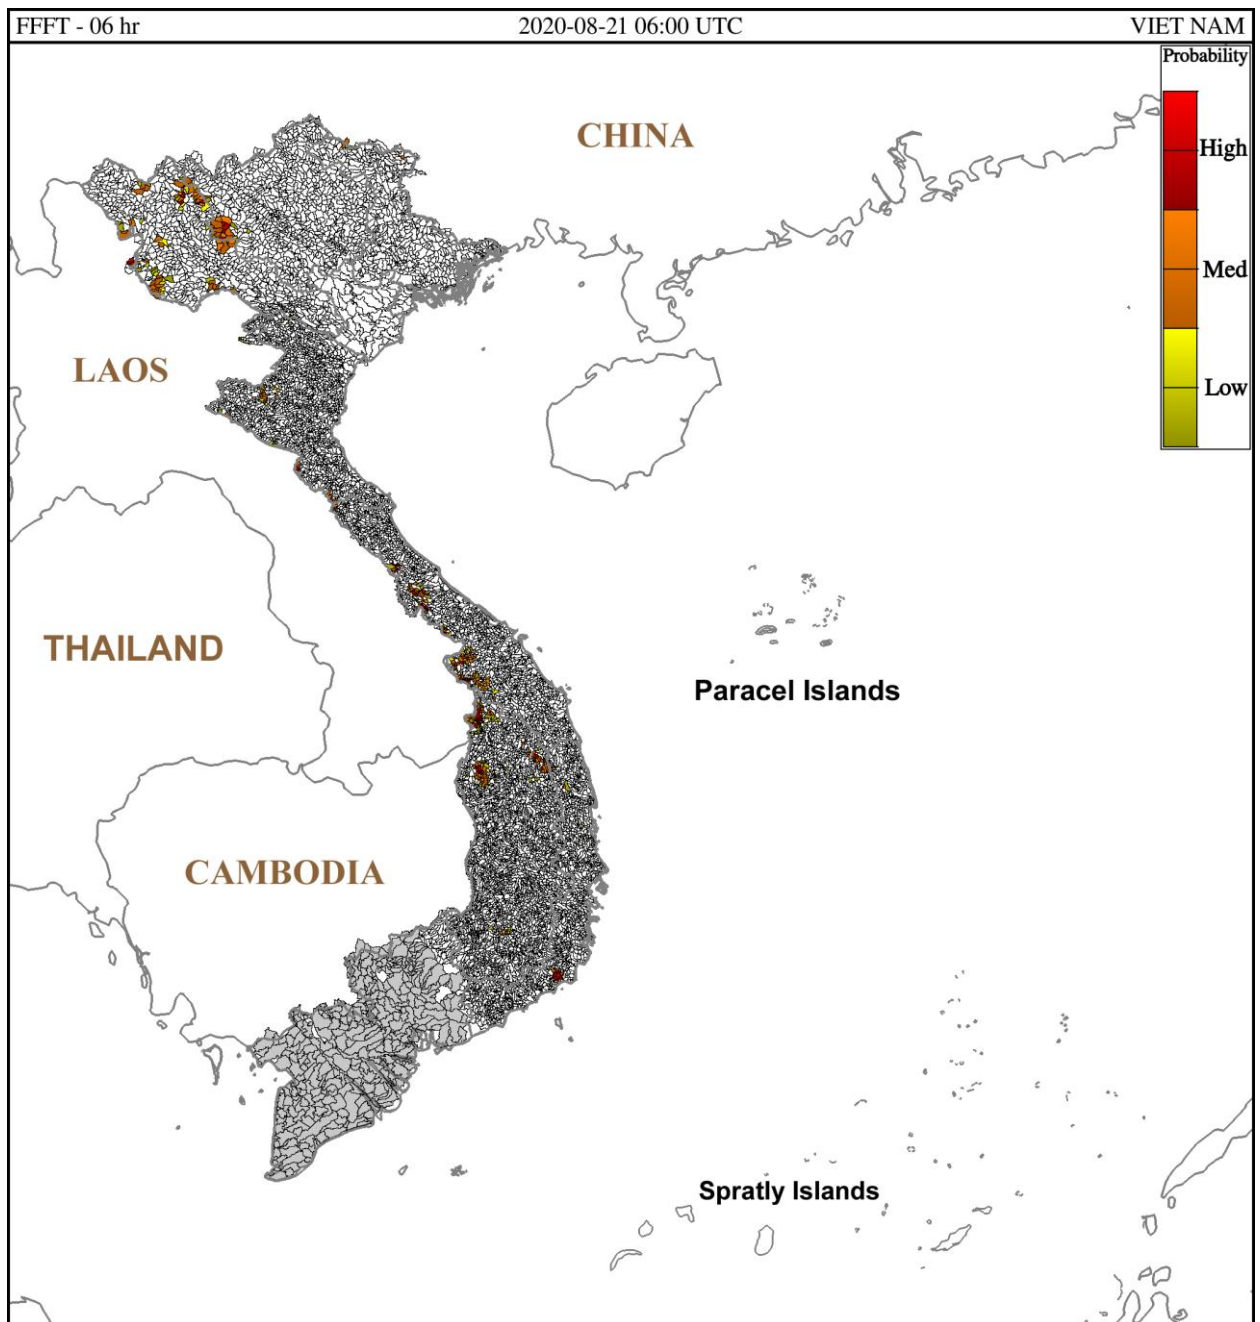 FFFT - 06 hr
2020-08-21 06:00 UTC
VIET NAM
Probability
High
Med
Low
CHINA
LAOS
THAILAND
Paracel Islands
CAMBODIA
Spratly Islands